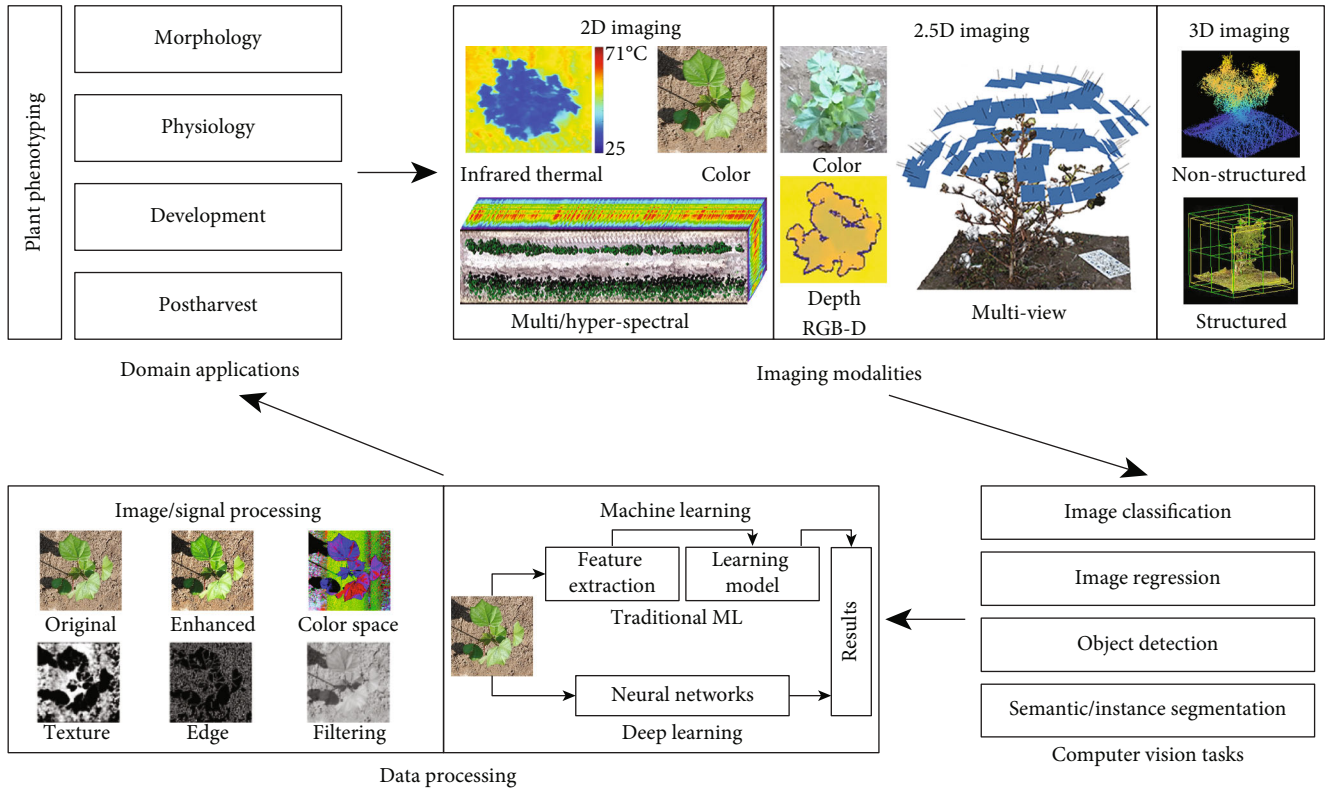 Plant phenotyping
Morphology
Physiology
Development
Postharvest
Domain applications
2D imaging
71°C
25
Infrared thermal
Color
Multi/hyper-spectral
2.5D imaging
Color
Depth
RGB-D
Multi-view
3D imaging
Non-structured
Structured
Imaging modalities
Image classification
Image regression
Object detection
Semantic/instance segmentation
Computer vision tasks
Image/signal processing
Original
Enhanced
Color space
Texture
Edge
Filtering
Machine learning
Feature
extraction
Learning
model
Traditional ML
Neural networks
Deep learning
Results
Data processing